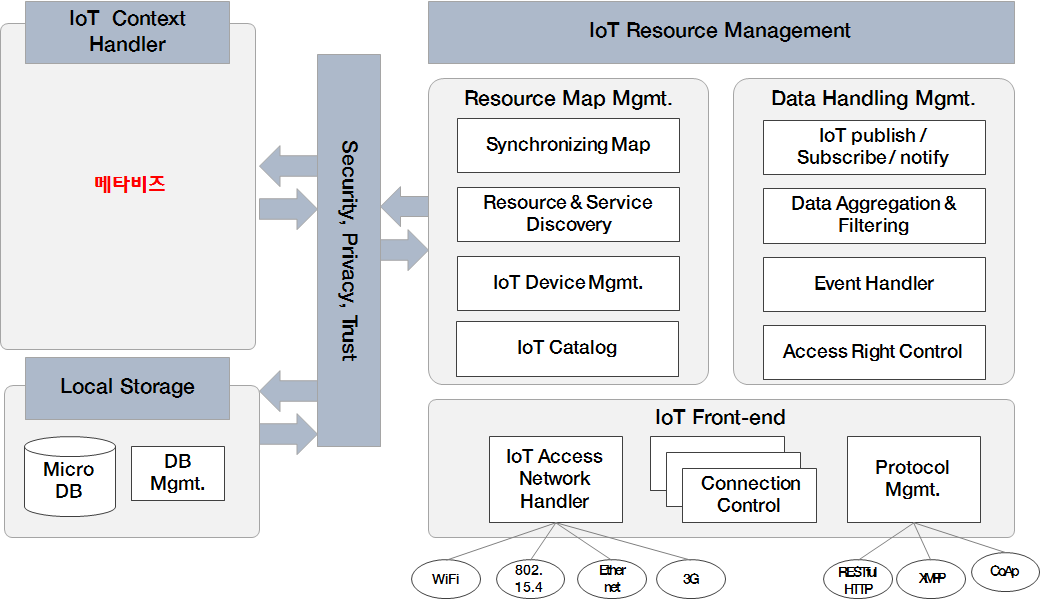 IoT Context
Handler
메타비즈
Local Storage
Micro
DB
DB
Mgmt.
Security, Privacy, Trust
IoT Resource Management
Resource Map Mgmt.
Synchronizing Map
Resource & Service
Discovery
IoT Device Mgmt.
IoT Catalog
Data Handling Mgmt.
IoT publish /
Subscribe / notify
Data Aggregation &
Filtering
Event Handler
Access Right Control
IoT Front-end
IoT Access
Network
Handler
Connection
Control
Protocol
Mgmt.
WiFi
802.
15.4
Ether
net
3G
RESTful
HTTP
XMPP
CoAp